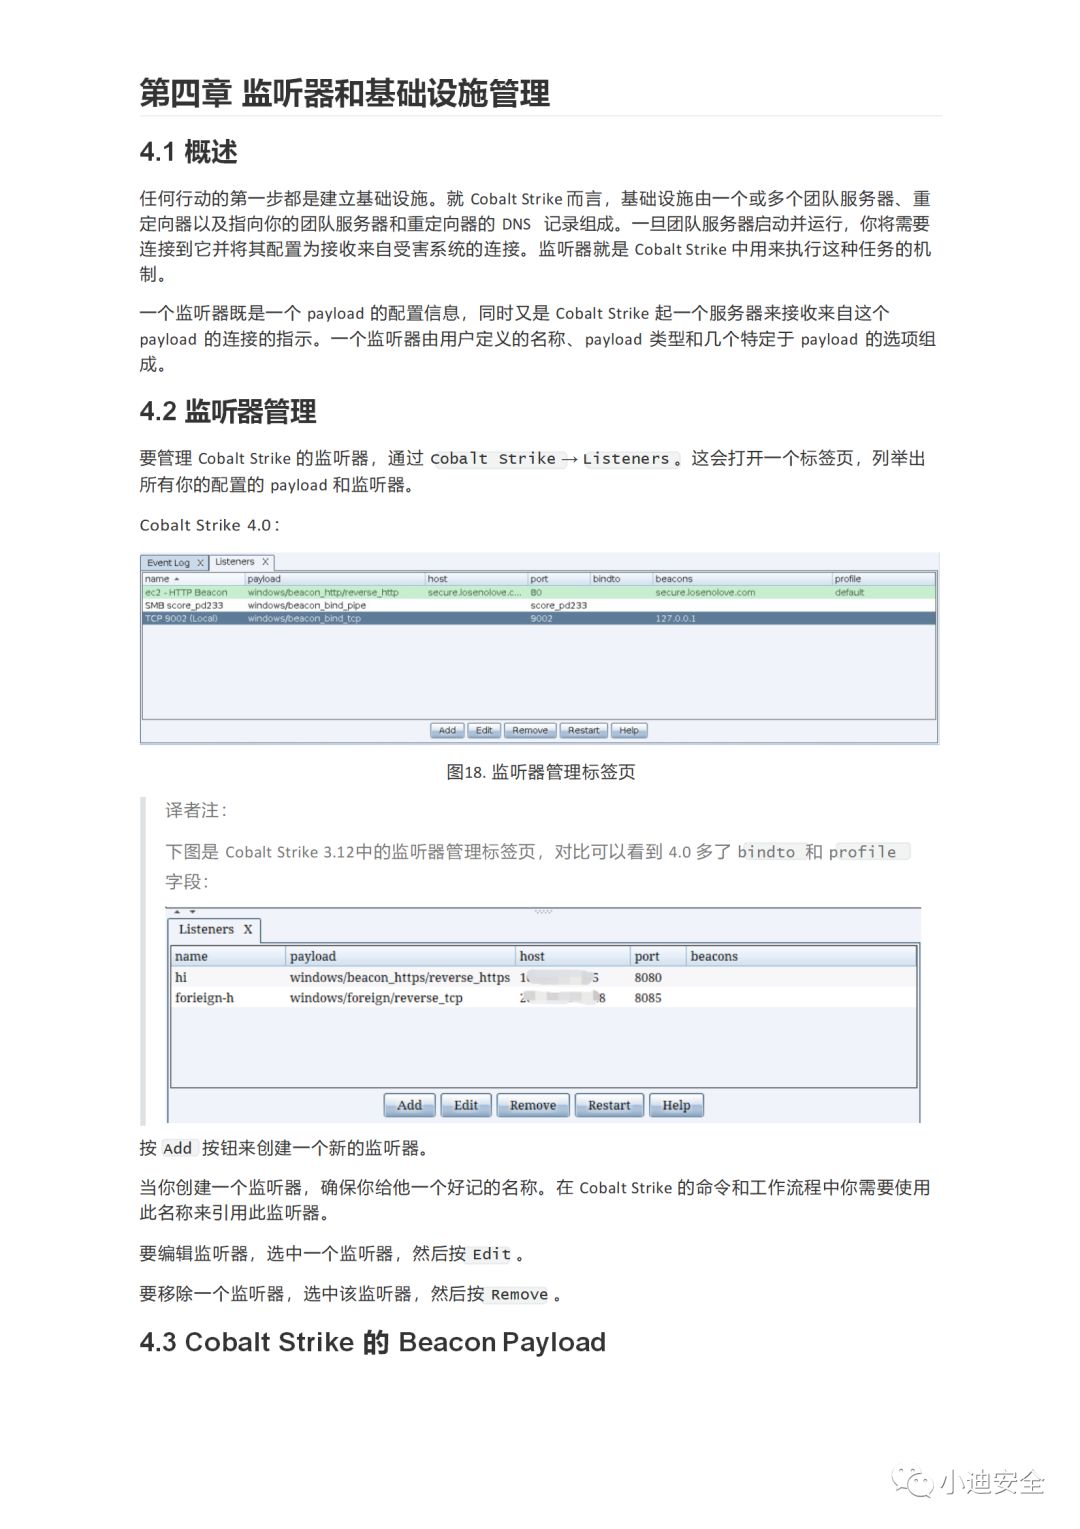 第四章 监听器和基础设施管理
4.1 概述
任何行动的第一步都是建立基础设施。就 Cobalt Strike 而言，基础设施由一个或多个团队服务器、重
定向器以及指向你的团队服务器和重定向器的 DNS 记录组成。一旦团队服务器启动并运行，你将需要
连接到它并将其配置为接收来自受害系统的连接。监听器就是 Cobalt Strike 中用来执行这种任务的机
制。
一个监听器既是一个 payload 的配置信息，同时又是 Cobalt Strike 起一个服务器来接收来自这个
payload 的连接的指示。一个监听器由用户定义的名称、payload 类型和几个特定于 payload 的选项组
成。
4.2 监听器管理
要管理 Cobalt Strike 的监听器，通过 Cobalt Strike → Listeners 。这会打开一个标签页，列举出
所有你的配置的 payload 和监听器。
Cobalt Strike 4.0：
Event Log X Listeners X
name payload host port bindto beacons profile
ec2 - HTTP Beacon windows/beacon_http/reverse_http secure.losenolove.c... 80 secure.losenolove.com default
SMB score_pd233 windows/beacon_bind_pipe score_pd233
TCP 9002 (Local) windows/beacon_bind_tcp 9002 127.0.0.1
Add Edit Remove Restart Help
图18. 监听器管理标签页
译者注：
下图是 Cobalt Strike 3.12中的监听器管理标签页，对比可以看到 4.0 多了 bindto 和 profile
字段：
Listeners X
name payload host port beacons
hi windows/beacon_https/reverse_https 8080
forieign-h windows/foreign/reverse_tcp 8085
Add Edit Remove Restart Help
按 Add 按钮来创建一个新的监听器。
当你创建一个监听器，确保你给他一个好记的名称。在 Cobalt Strike 的命令和工作流程中你需要使用
此名称来引用此监听器。
要编辑监听器，选中一个监听器，然后按 Edit 。
要移除一个监听器，选中该监听器，然后按 Remove 。
4.3 Cobalt Strike 的 Beacon Payload
小迪安全